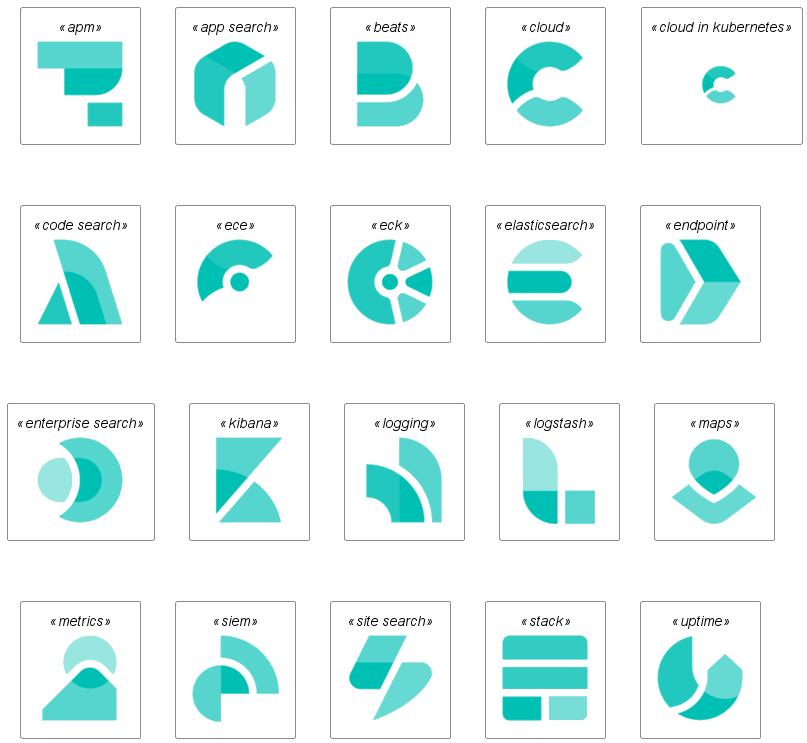 «apm»
«app search»
«beats»
«cloud»
«cloud in kubernetes»
«code search»
«ece»
«eck»
«elasticsearch»
«endpoint»
«enterprise search»
«kibana»
«logging»
«logstash»
«maps»
«metrics»
«siem»
«site search»
«stack»
«uptime»